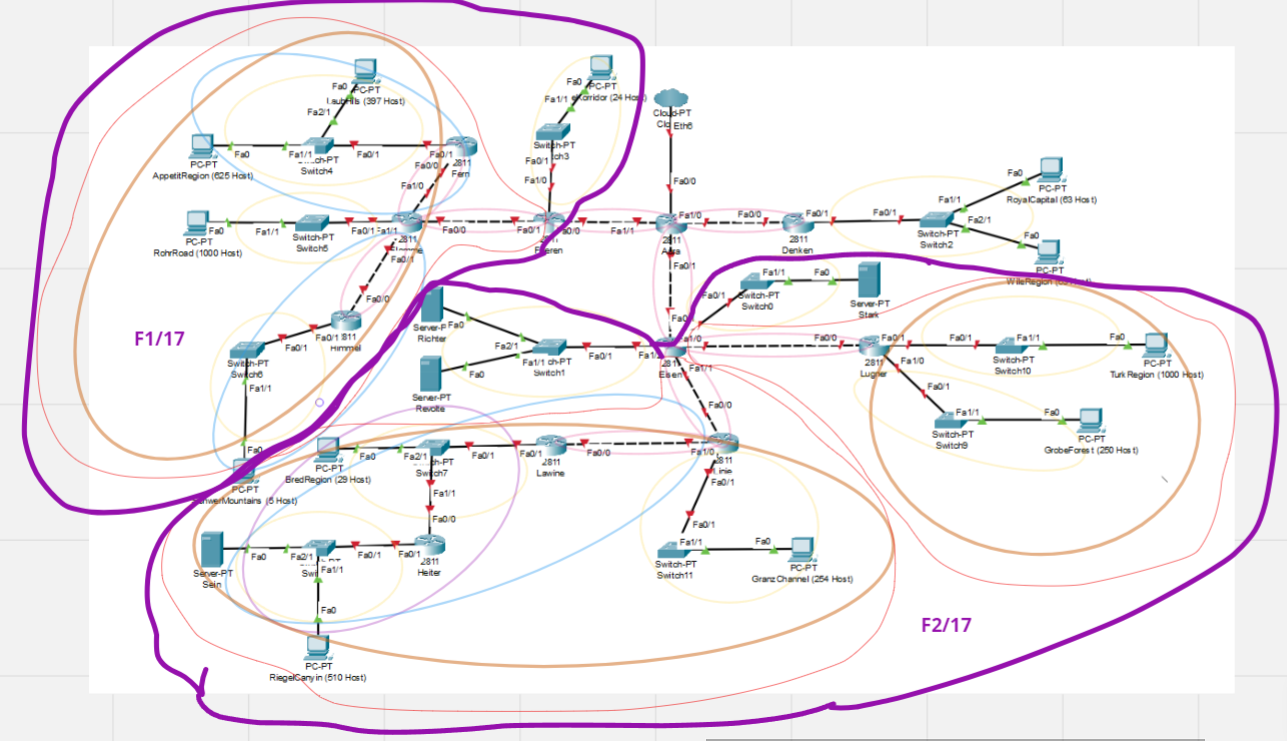 Fa0
PC-PT
LaubHills (397 Host)
Fa2/1
PC-PT
AppetitRegion (625 Host)
Fa0
Fa1/1
Switch-PT
Switch4
Fa0/1
Fa0/1
2811
Fern
Fa0/0
Fa1/0
PC-PT
RohrRoad (1000 Host)
Fa0
Fa1/1
Switch-PT
Switch5
Fa0/1
Fa1/1
2811
Fa0/0
Fa0/1
Fa0/0
Fa0/1
1811
Himmel
Fa0/1
Switch-PT
Switch6
Fa1/1
Fa0
PC-PT
(5 Host)
F1/17
Fa0
PC-PT
(24 Host)
Fa1/1
Switch-PT
Fa0/1
Fa1/0
Fa0/1
Fa0/0
Cloud-PT
Eth6
Fa0/0
Fa1/1
Fa1/0
2811
Fa0/1
Fa0/0
Fa0/1
2811
Denken
Fa0/1
Switch-PT
Switch2
Fa1/1
Fa2/1
Fa0
PC-PT
RoyalCapital (63 Host)
Fa0
PC-PT
Fa0/1
Switch-PT
Switch0
Fa1/1
Fa0
Server-PT
Stark
Richter
Fa0
Fa2/1
Fa1/1
Switch1
Fa0
Server-PT
Revolte
Fa0/1
Eisen
Fa1/1
Fa0/0
2811
Lugner
Fa0/1
Fa1/0
Fa0/1
Switch-PT
Switch10
Fa1/1
Fa0
PC-PT
Turk Region (1000 Host)
Fa0/1
Fa1/1
Switch-PT
Switch9
Fa0
PC-PT
GrobeForest (250 Host)
Fa0/0
Fa1/0
2811
Linie
Fa0/1
Fa0/1
Fa1/1
Switch-PT
Switch11
Fa0
PC-PT
GranzChannel (254 Host)
PC-PT
BredRegion (29 Host)
Fa0
Fa2/1
Switch7
Fa0/1
Fa0/1
2811
Lawine
Fa0/0
Fa1/1
Fa0/0
2811
Heiter
Fa0/1
Fa0/1
Server-PT
Sein
Fa0
Fa2/1
Fa1/1
Fa0
PC-PT
RiegelCanyin (510 Host)
F2/17